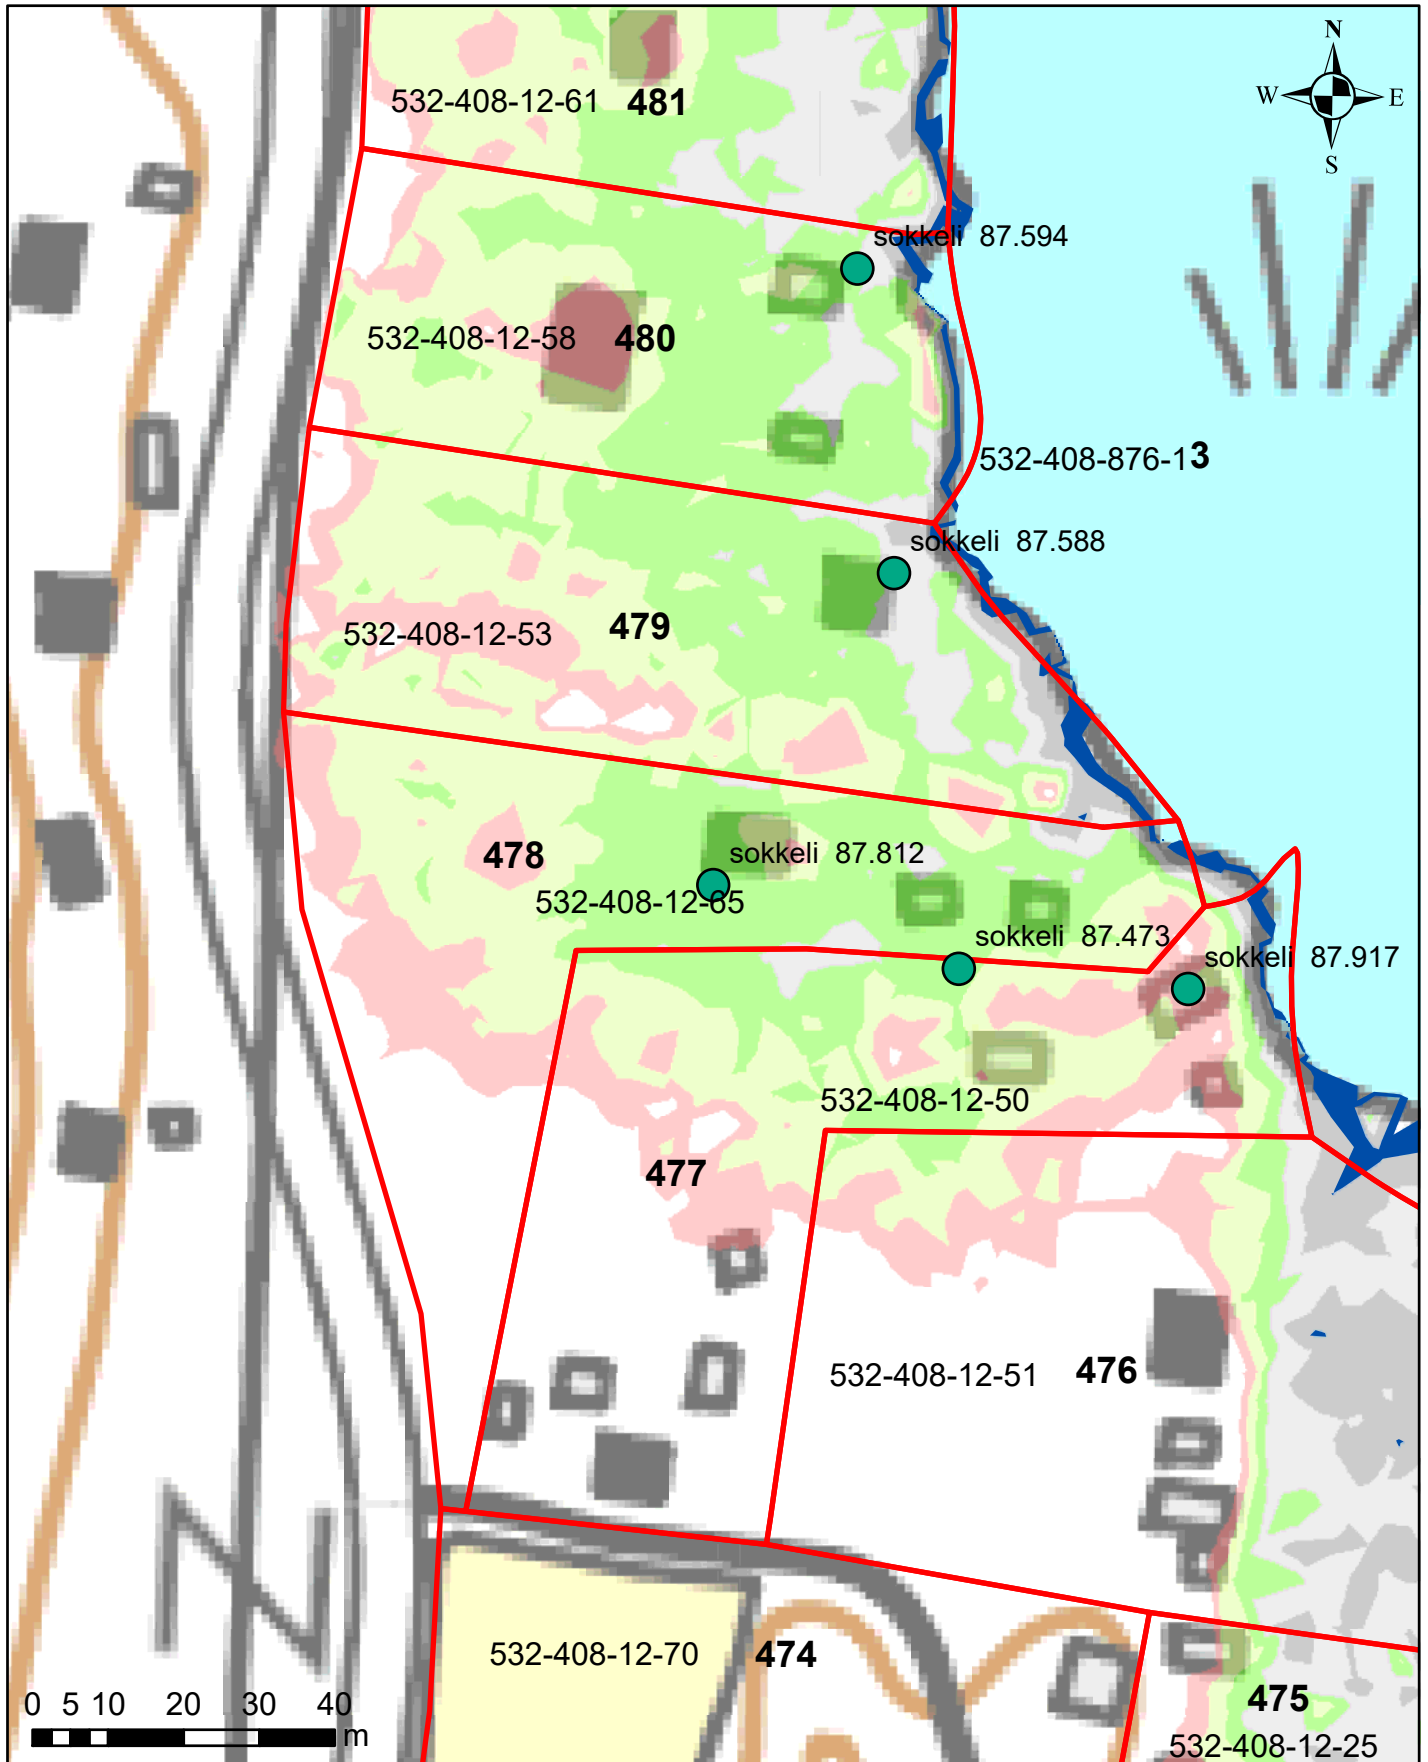 N
W E
S
532-408-12-61 481
sokkeli 87.594
532-408-12-58 480
532-408-876-1 3
sokkeli 87.588
532-408-12-53 479
478 sokkeli 87.812
532-408-12-65
sokkeli 87.473
sokkeli 87.917
532-408-12-50
477
532-408-12-51 476
532-408-12-70 474
475
532-408-12-25
0 5 10 20 30 40
m